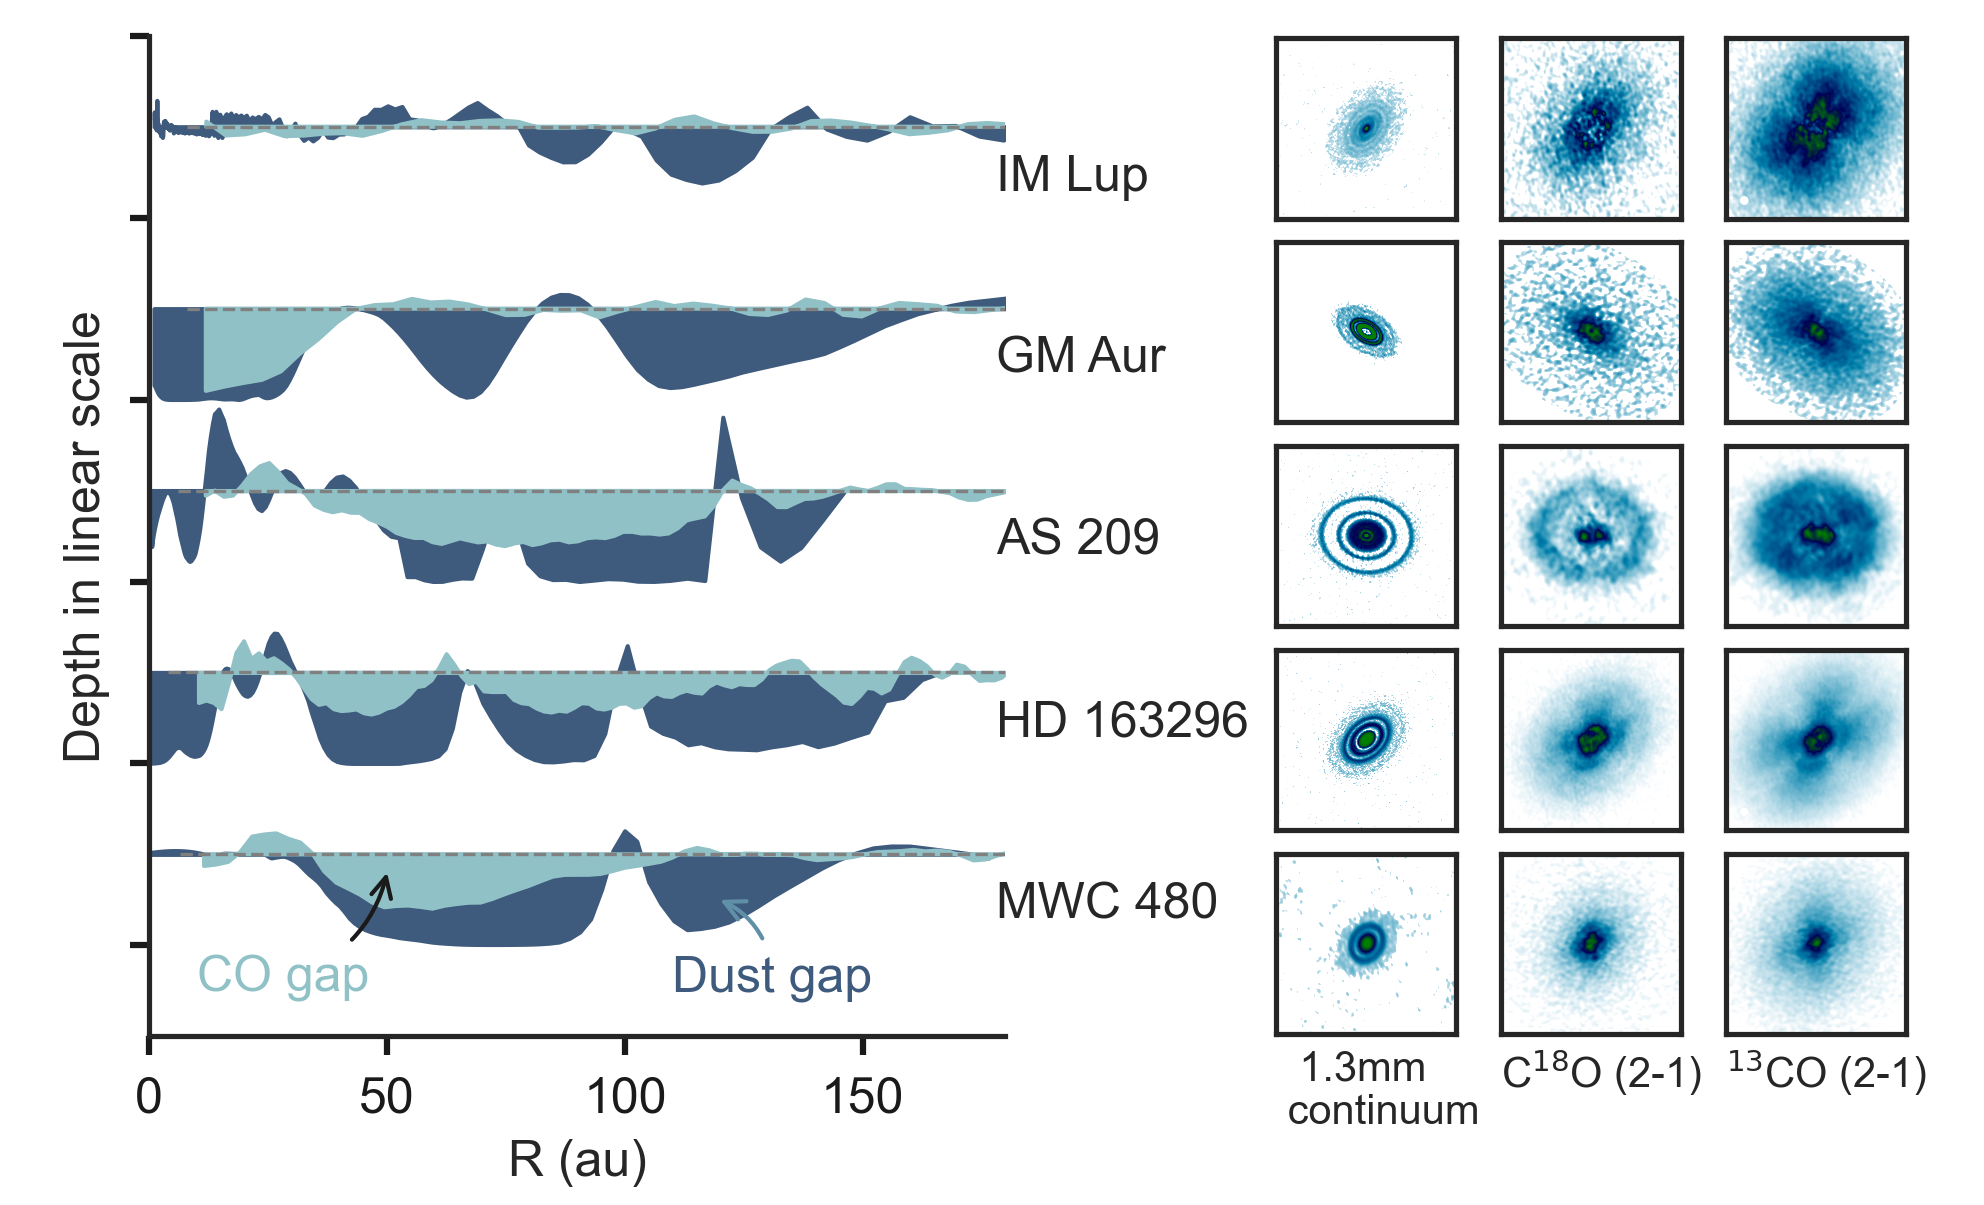 Depth in linear scale
IM Lup
GM Aur
AS 209
HD 163296
MWC 480
CO gap
Dust gap
0 50 100 150
R (au)
1.3mm
continuum
C¹⁸O (2-1)
¹³CO (2-1)